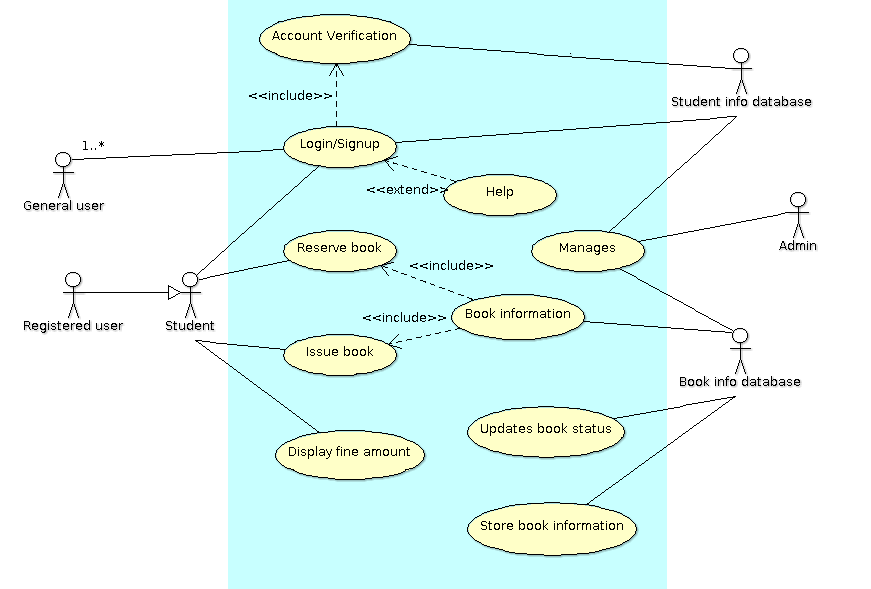 Account Verification
<<include>>
Student info database
1..*
Login/Signup
General user
<<extend>>
Help
Reserve book
Manages
Admin
<<include>>
Registered user
Student
<<include>>
Book information
Issue book
Book info database
Updates book status
Display fine amount
Store book information